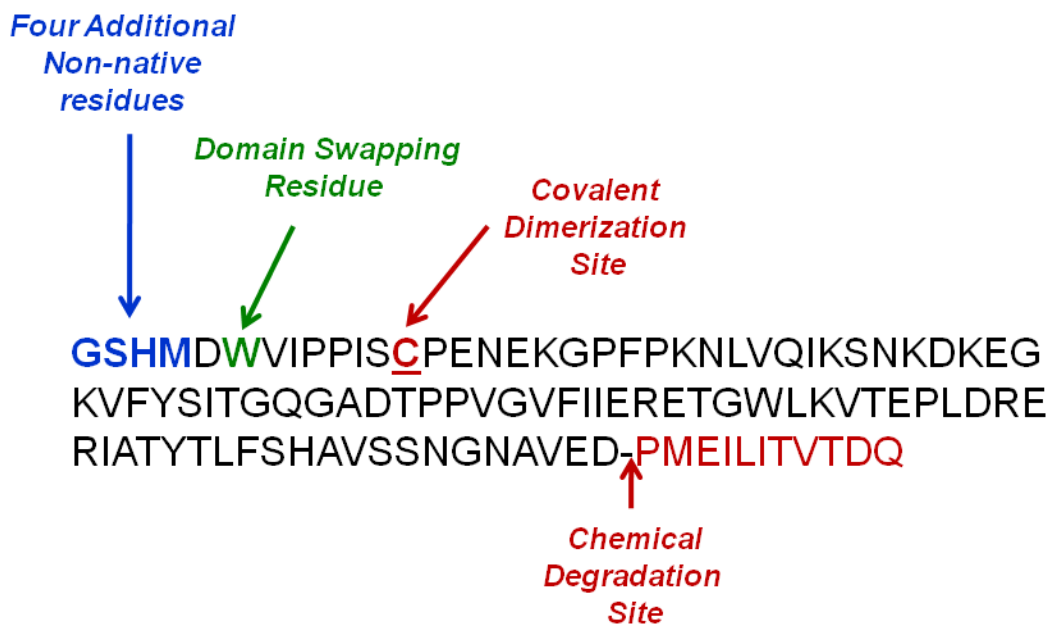 Four Additional
Non-native
residues
Domain Swapping
Residue
Covalent
Dimerization
Site
GSHMDWVIPPISCPENEKGPFPKNLVQIKSNKDKEG
KVFYSITGQGADTPPVGVFIIERETGWLKVTEPLDRE
RIATYTLFSHAVSSNGNAVED-PMEILITVTDQ
Chemical
Degradation
Site